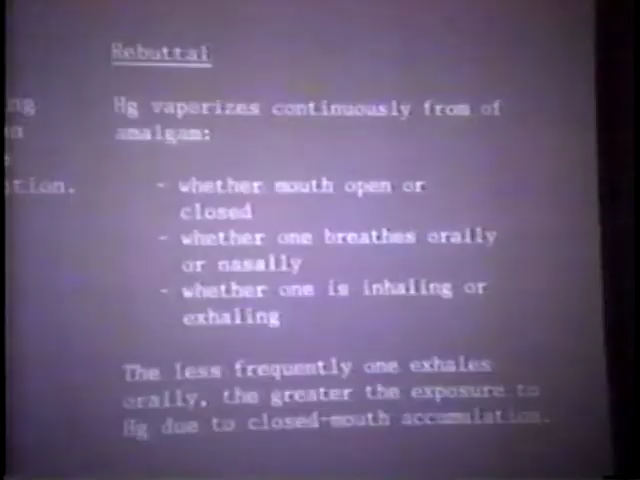 Rebuttal
ng
Hg vaporizes continuously from of
amalgam:
tion.
- whether mouth open or
closed
- whether one breathes orally
or nasally
- whether one is inhaling or
exhaling
The less frequently one exhales
orally, the greater the exposure to
Hg due to closed-mouth accumulation.